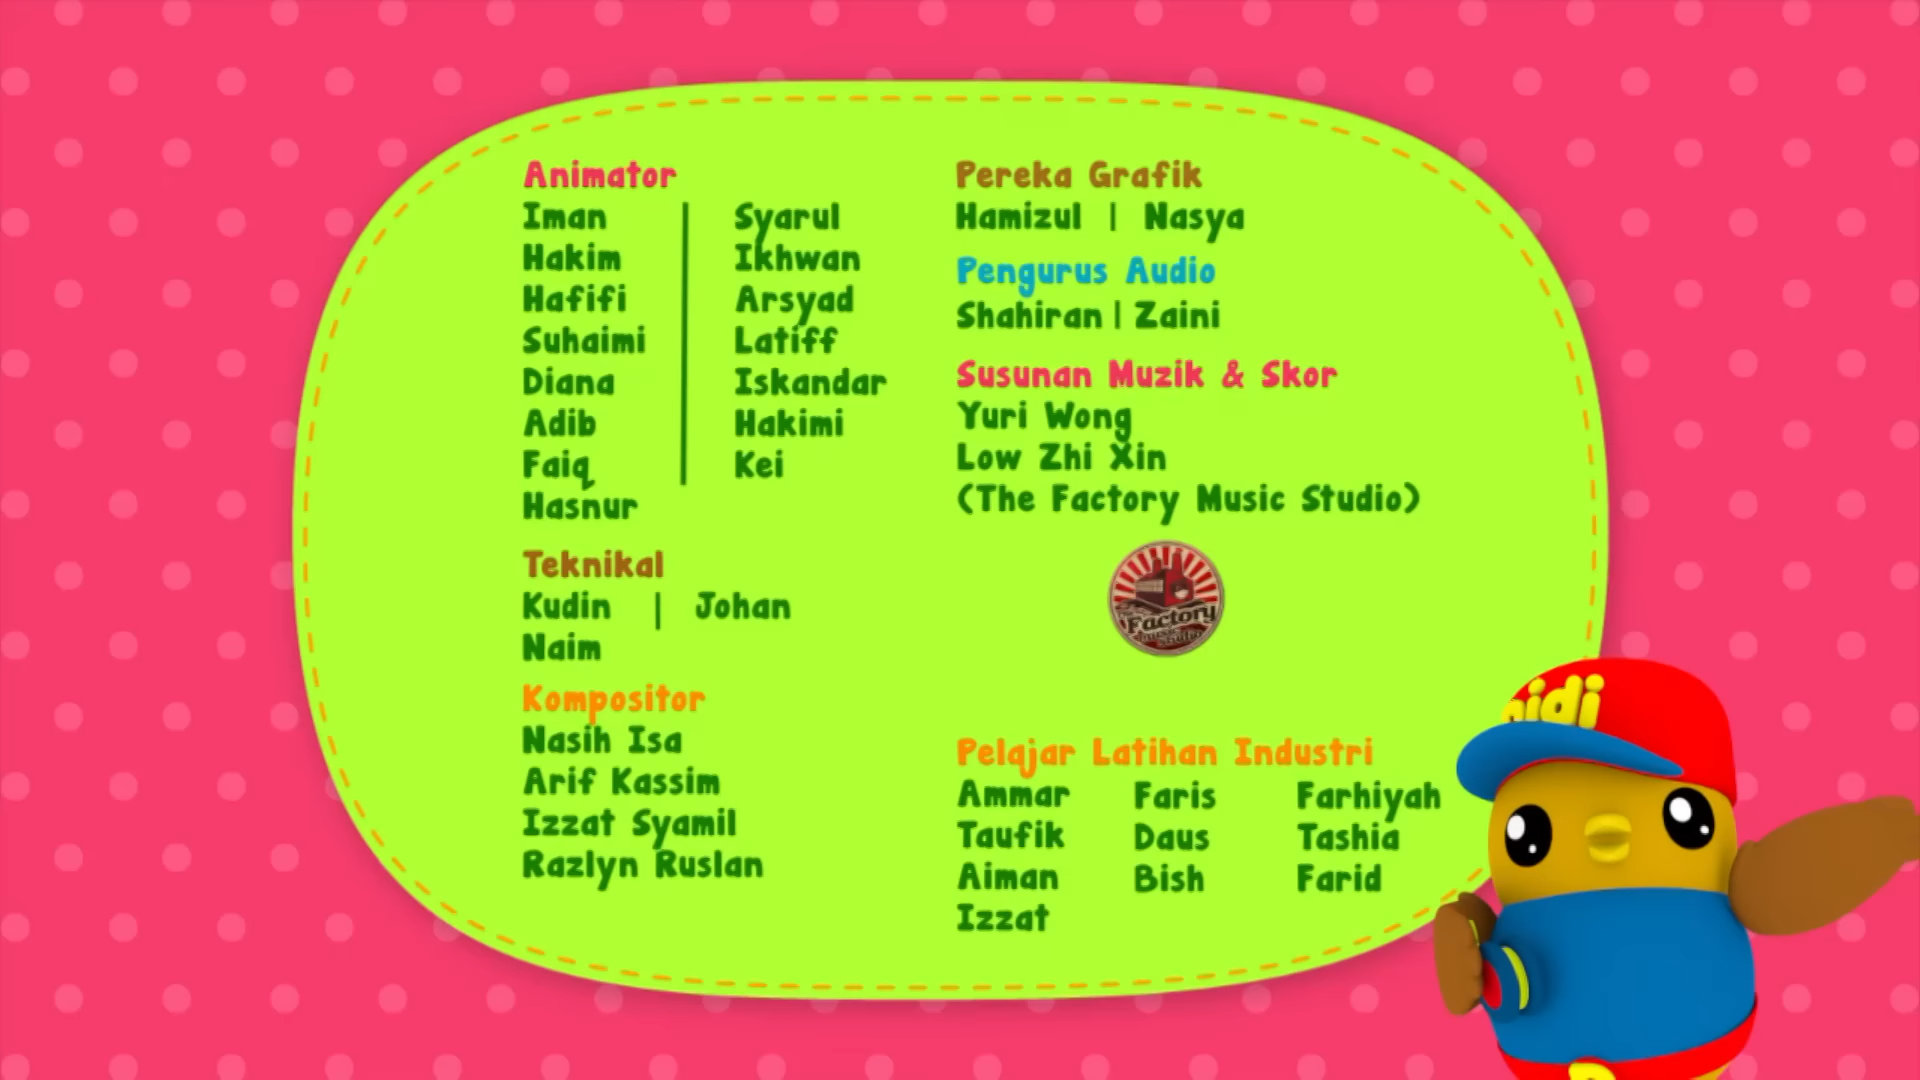 Animator
Iman | Syarul
Hakim Ikhwan
Hafifi Arsyad
Suhaimi Latiff
Diana Iskandar
Adib Hakimi
Faiq Kei
Hasnur
Teknikal
Kudin | Johan
Naim
Kompositor
Nasih Isa
Arif Kassim
Izzat Syamil
Razlyn Ruslan
Pereka Grafik
Hamizul | Nasya
Pengurus Audio
Shahiran | Zaini
Susunan Muzik & Skor
Yuri Wong
Low Zhi Xin
(The Factory Music Studio)
Factory
Pelajar Latihan Industri
Ammar Faris Farhiyah
Taufik Daus Tashia
Aiman Bish Farid
Izzat
didi